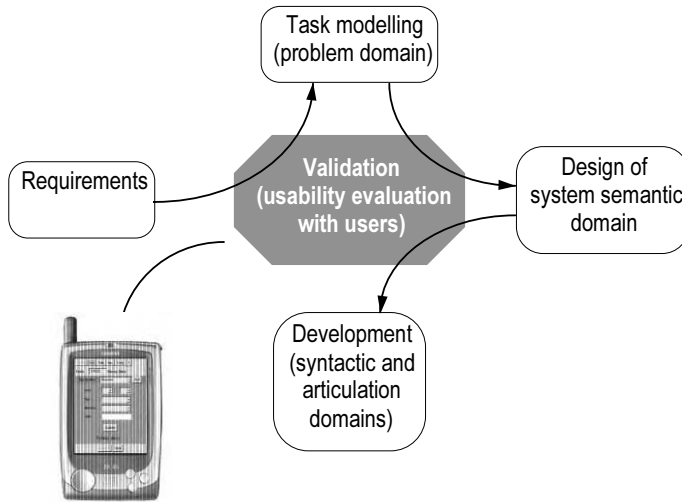 Task modelling
(problem domain)
Requirements
Validation
(usability evaluation
with users)
Design of
system semantic
domain
Development
(syntactic and
articulation
domains)